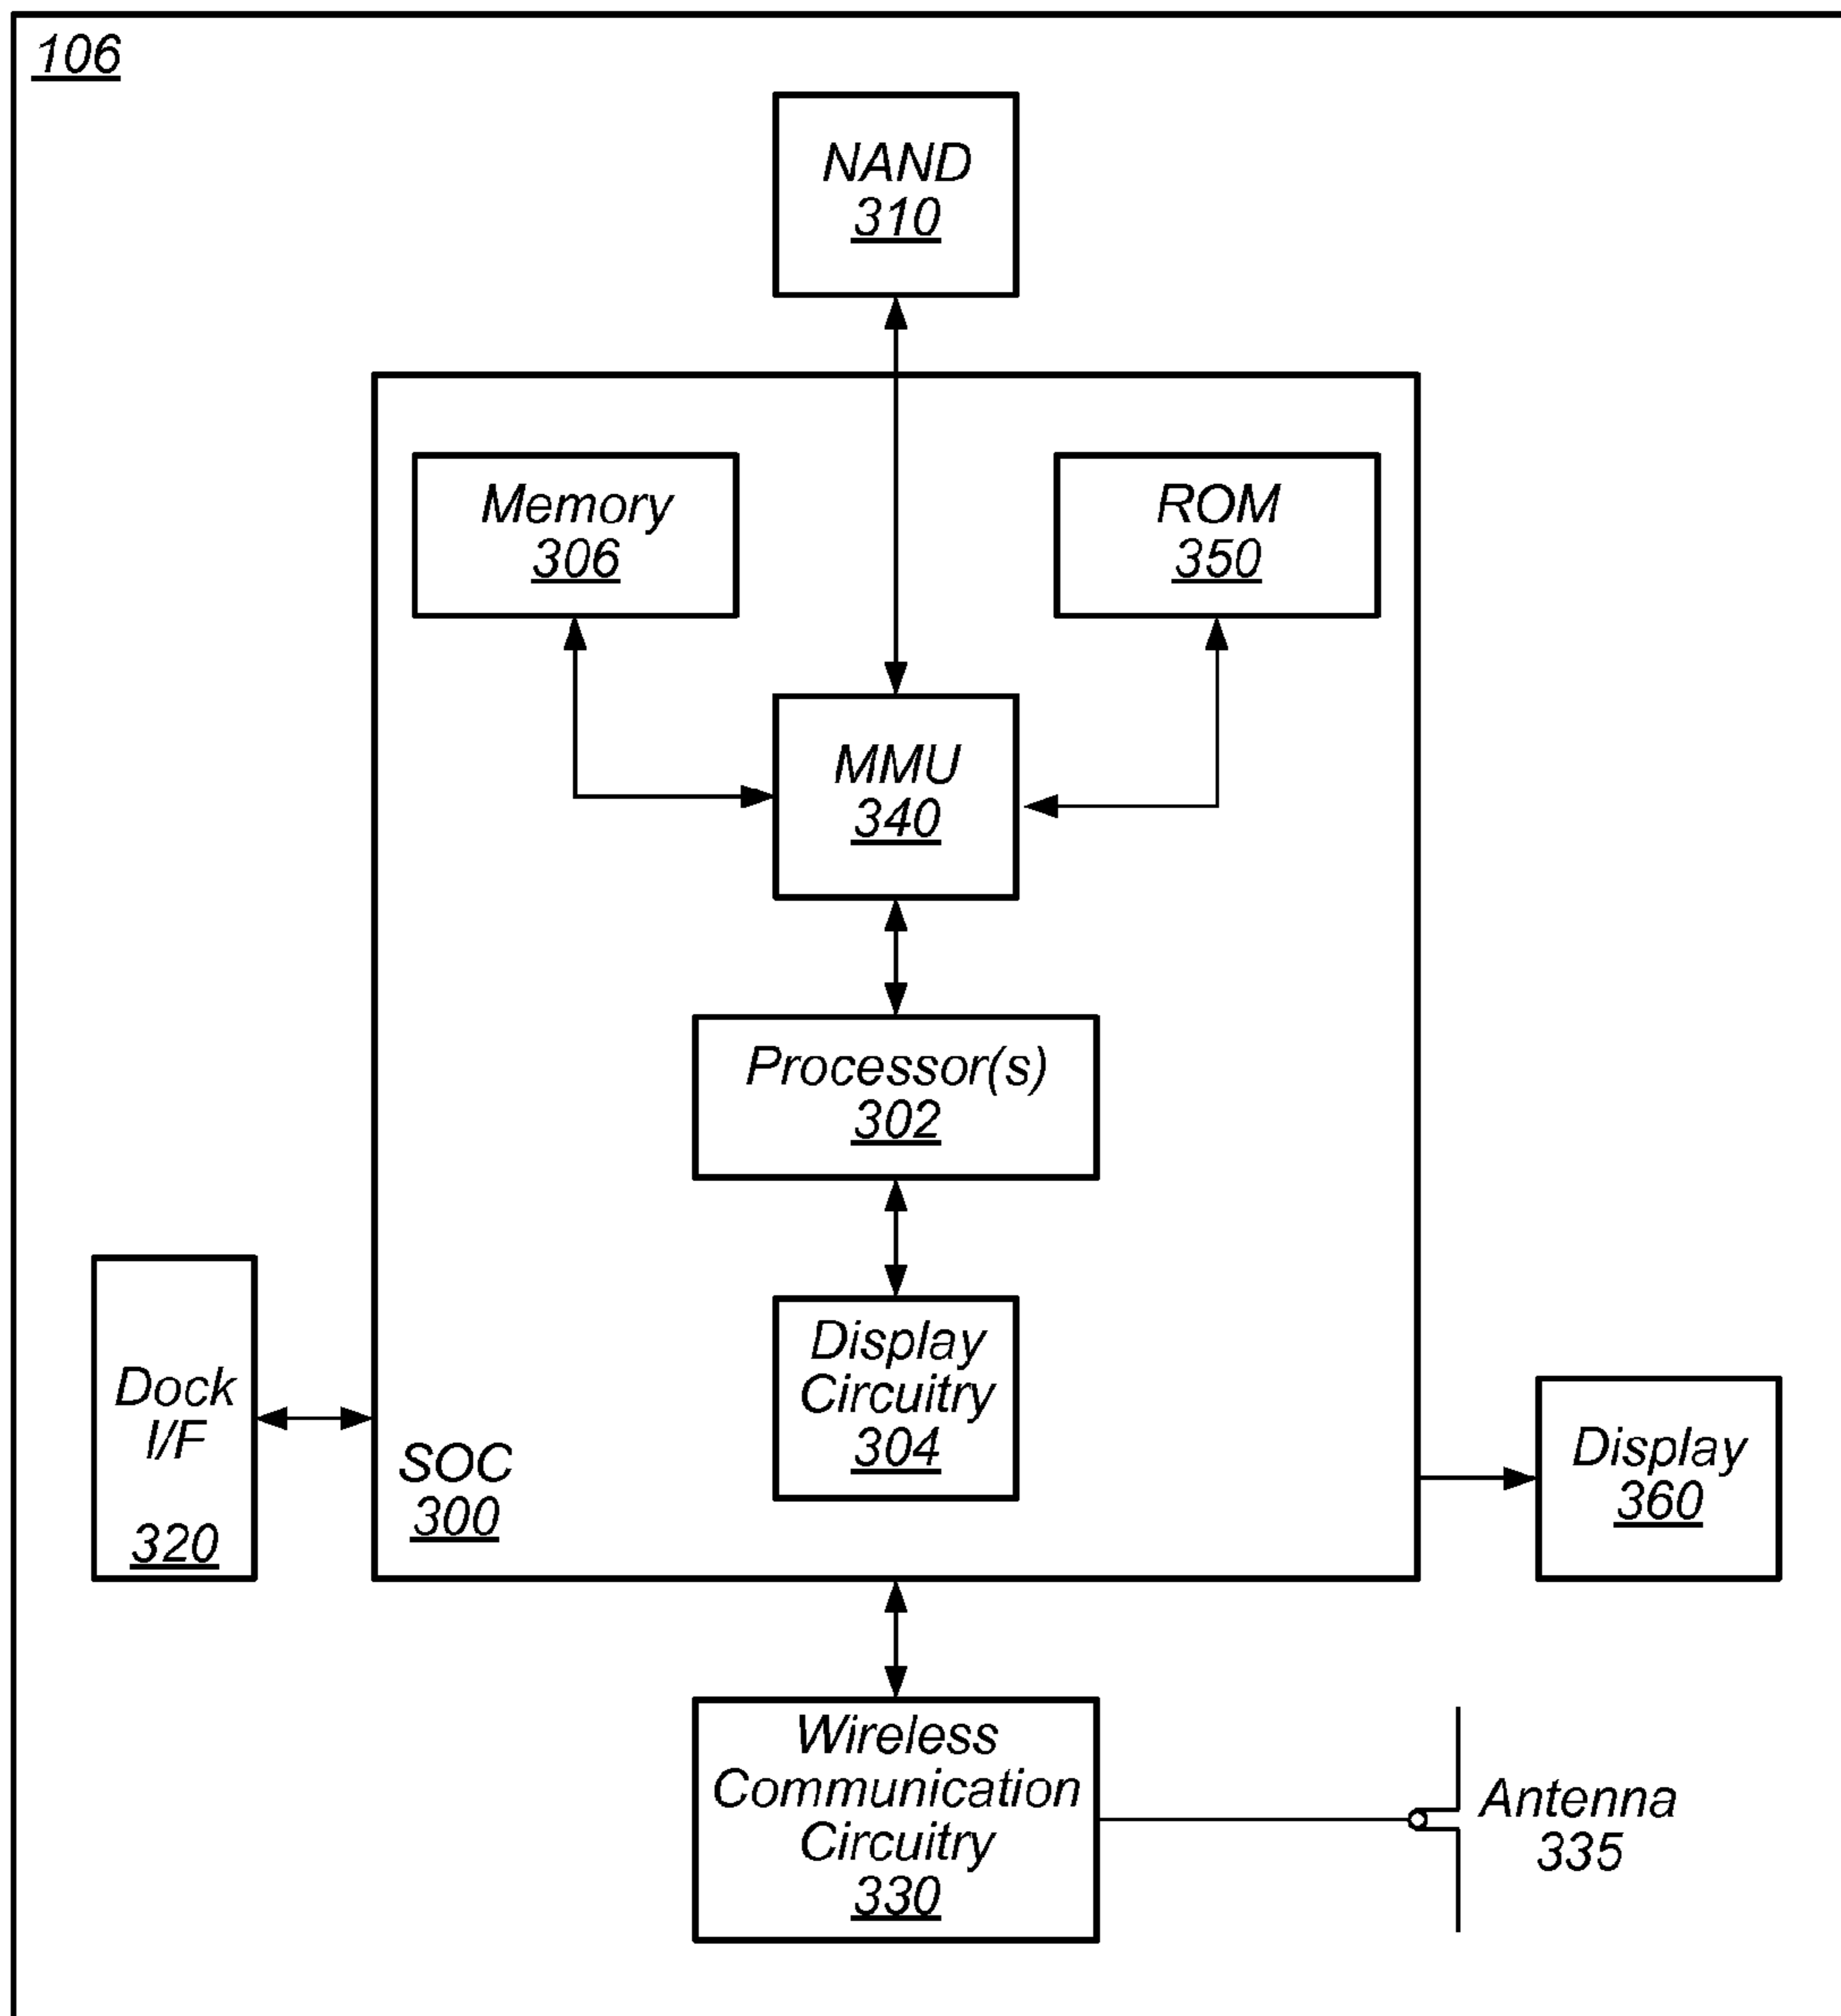 106
NAND
310
Memory
306
ROM
350
MMU
340
Processor(s)
302
Display
Circuitry
304
Dock
I/F
320
SOC
300
Display
360
Wireless
Communication
Circuitry
330
Antenna
335